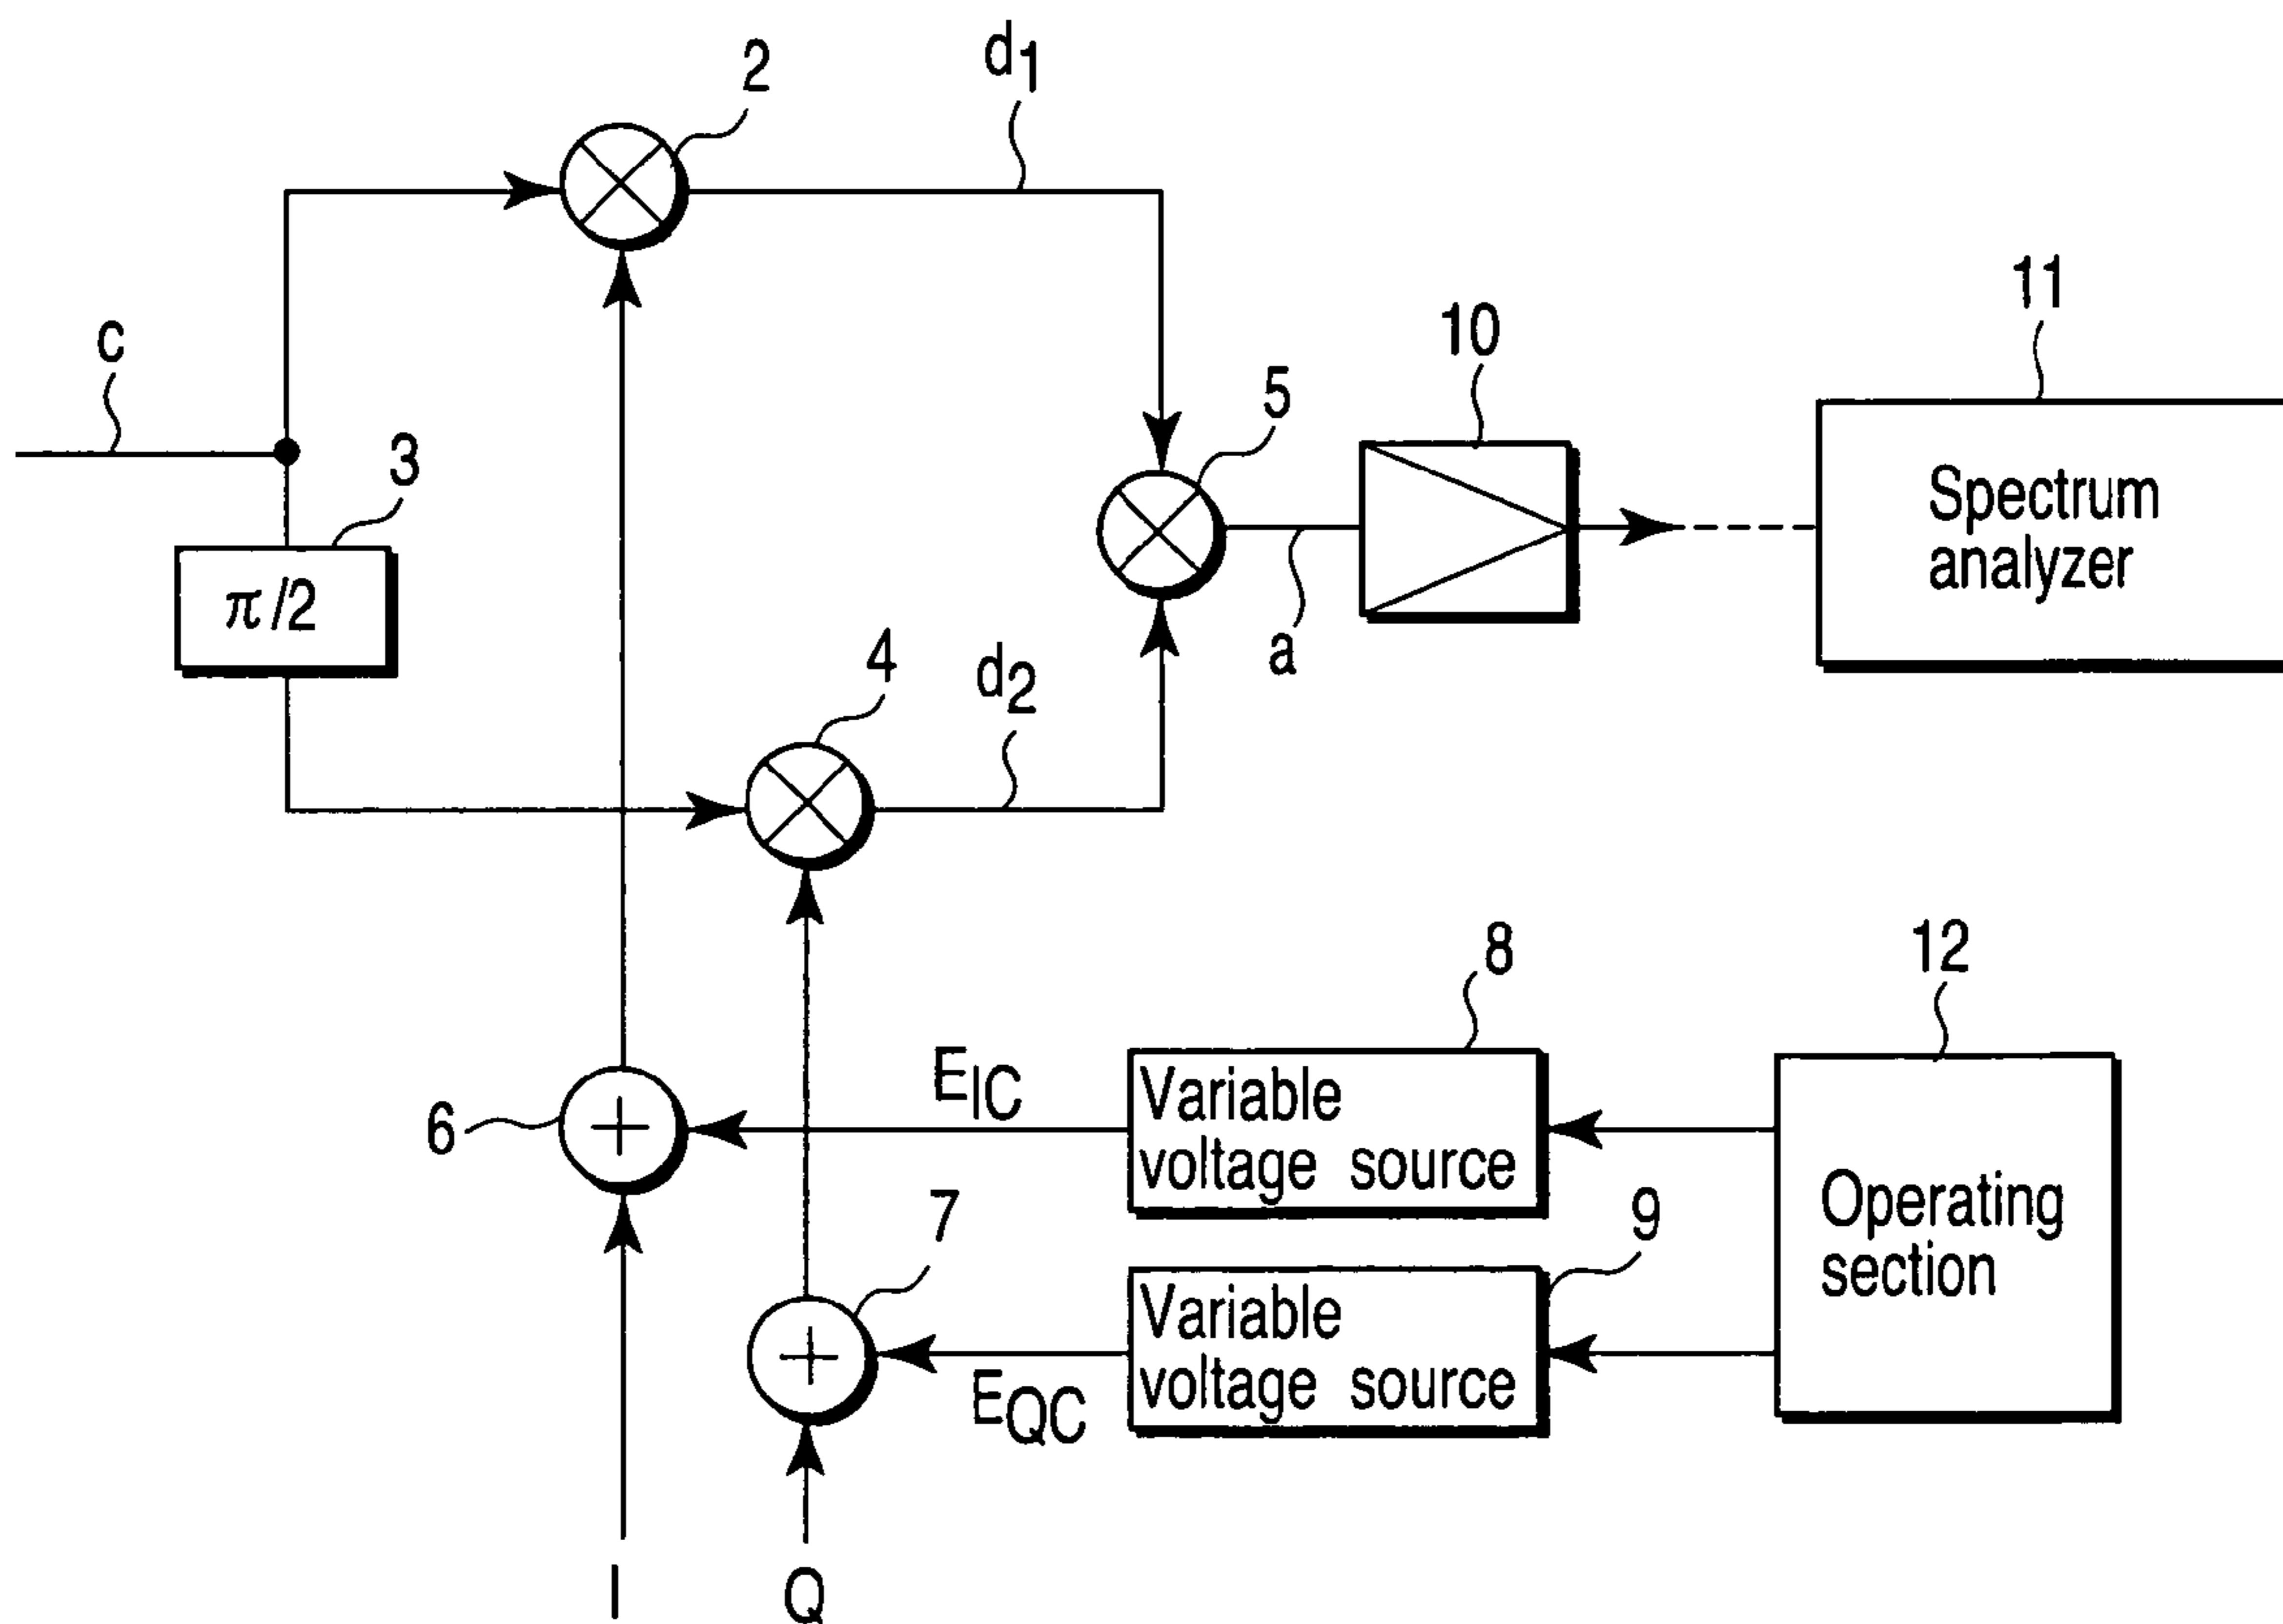 2
d1
11
10
c
5
3
Spectrum
analyzer
π/2
4
a
d2
8
12
EIC
Variable
voltage source
6
7
9
Operating
section
Variable
voltage source
EQC
I
Q